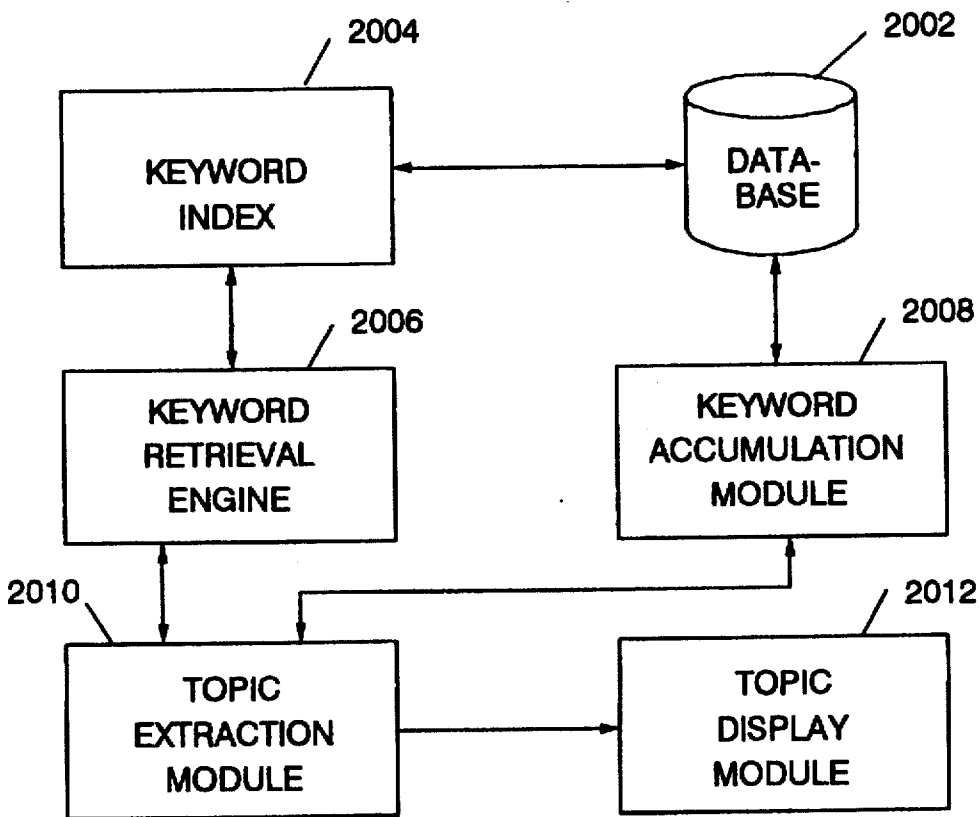 2004
2002
KEYWORD
INDEX
DATA-
BASE
2006
2008
KEYWORD
RETRIEVAL
ENGINE
KEYWORD
ACCUMULATION
MODULE
2010
2012
TOPIC
EXTRACTION
MODULE
TOPIC
DISPLAY
MODULE